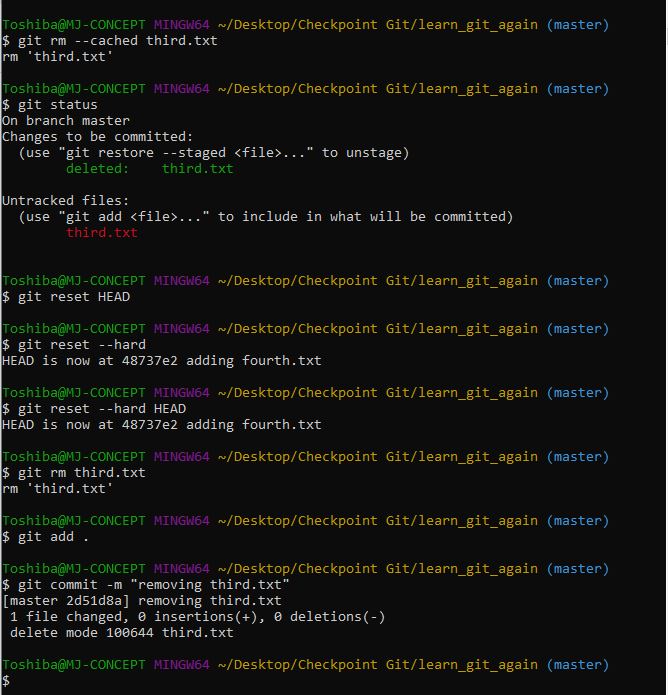 Toshiba@MJ-CONCEPT MINGW64 ~/Desktop/Checkpoint Git/learn_git_again (master)
$ git rm --cached third.txt
rm 'third.txt'
Toshiba@MJ-CONCEPT MINGW64 ~/Desktop/Checkpoint Git/learn_git_again (master)
$ git status
On branch master
Changes to be committed:
  (use "git restore --staged <file>..." to unstage)
        deleted:    third.txt
Untracked files:
  (use "git add <file>..." to include in what will be committed)
        third.txt
Toshiba@MJ-CONCEPT MINGW64 ~/Desktop/Checkpoint Git/learn_git_again (master)
$ git reset HEAD
Toshiba@MJ-CONCEPT MINGW64 ~/Desktop/Checkpoint Git/learn_git_again (master)
$ git reset --hard
HEAD is now at 48737e2 adding fourth.txt
Toshiba@MJ-CONCEPT MINGW64 ~/Desktop/Checkpoint Git/learn_git_again (master)
$ git reset --hard HEAD
HEAD is now at 48737e2 adding fourth.txt
Toshiba@MJ-CONCEPT MINGW64 ~/Desktop/Checkpoint Git/learn_git_again (master)
$ git rm third.txt
rm 'third.txt'
Toshiba@MJ-CONCEPT MINGW64 ~/Desktop/Checkpoint Git/learn_git_again (master)
$ git add .
Toshiba@MJ-CONCEPT MINGW64 ~/Desktop/Checkpoint Git/learn_git_again (master)
$ git commit -m "removing third.txt"
[master 2d51d8a] removing third.txt
 1 file changed, 0 insertions(+), 0 deletions(-)
 delete mode 100644 third.txt
Toshiba@MJ-CONCEPT MINGW64 ~/Desktop/Checkpoint Git/learn_git_again (master)
$